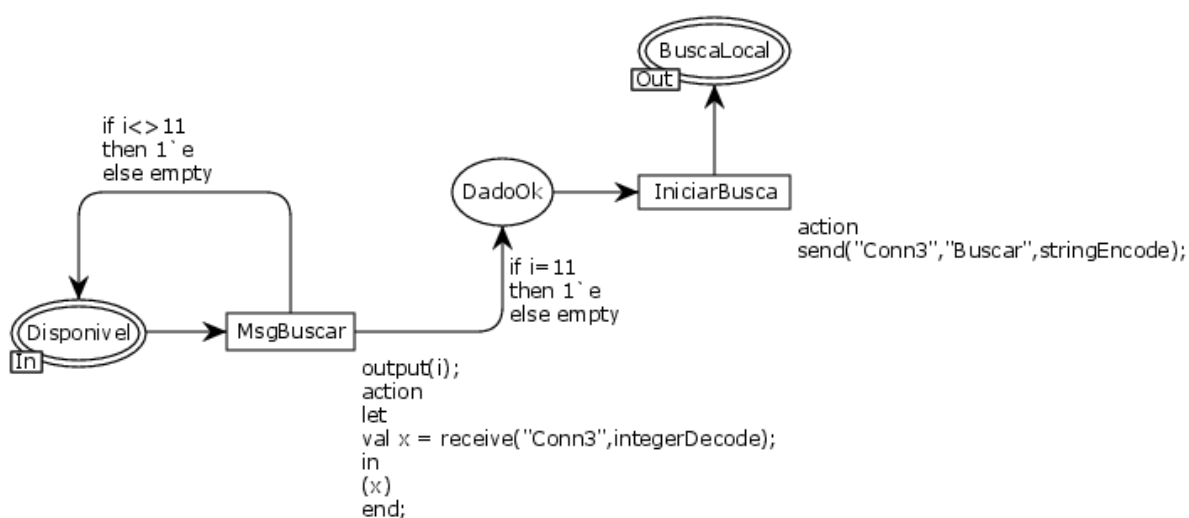 BuscaLocal
Out
if i<>11
then 1`e
else empty
DadoOk
IniciarBusca
action
send("Conn3","Buscar",stringEncode);
if i=11
then 1`e
else empty
Disponivel
In
MsgBuscar
output(i);
action
let
val x = receive("Conn3",integerDecode);
in
(x)
end;